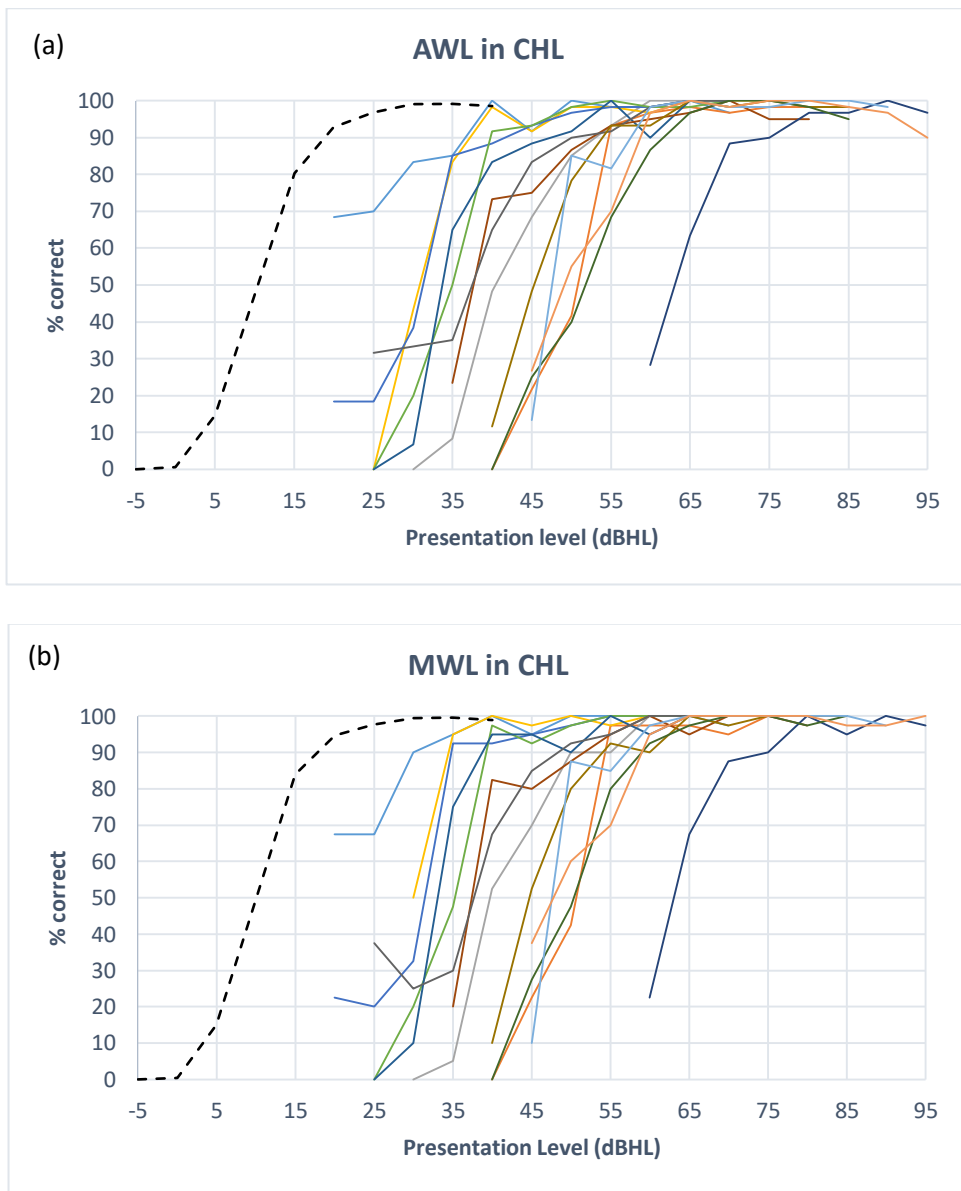 (a)
AWL in CHL
100
90
80
70
60
50
40
30
20
10
0
% correct
-5 5 15 25 35 45 55 65 75 85 95
Presentation level (dBHL)
(b)
MWL in CHL
100
90
80
70
60
50
40
30
20
10
0
% correct
-5 5 15 25 35 45 55 65 75 85 95
Presentation Level (dBHL)